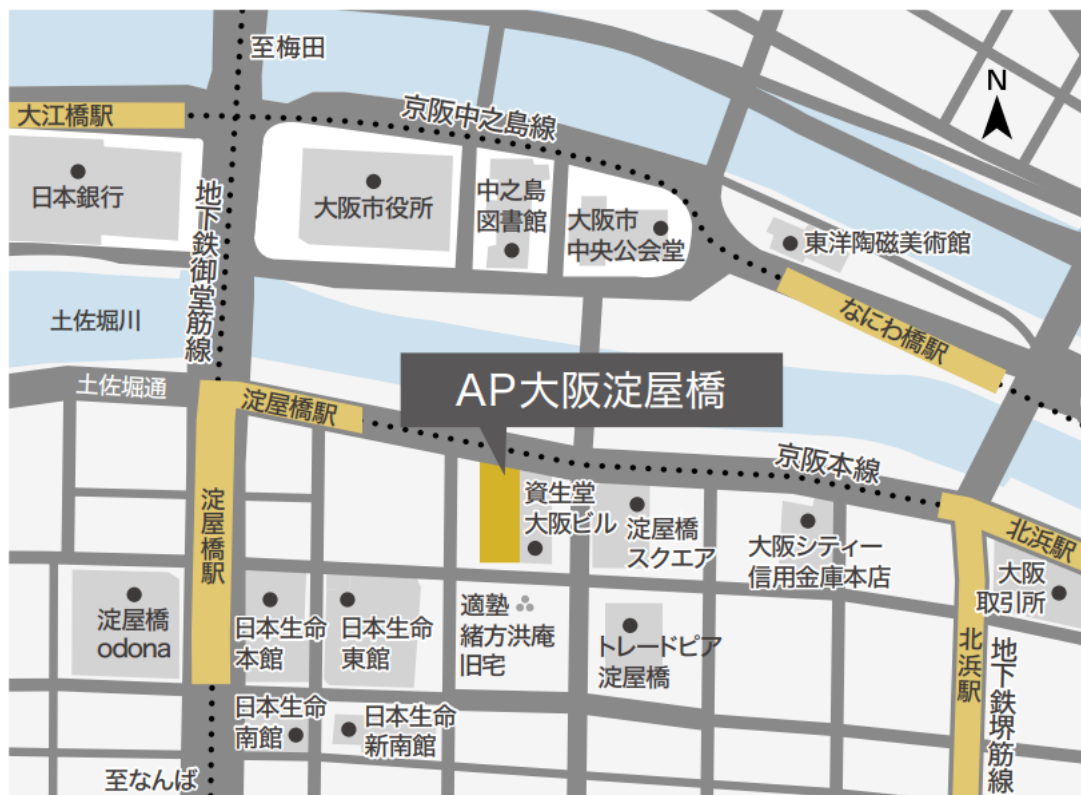 至梅田
N
大江橋駅
京阪中之島線
日本銀行
地下鉄御堂筋線
大阪市役所
中之島
図書館
大阪市
中央公会堂
東洋陶磁美術館
なにわ橋駅
土佐堀川
土佐堀通
淀屋橋駅
AP大阪淀屋橋
京阪本線
淀屋橋駅
資生堂
大阪ビル
淀屋橋
スクエア
大阪シティー
信用金庫本店
北浜駅
大阪
取引所
淀屋橋
odona
日本生命
本館
日本生命
東館
適塾
緒方洪庵
旧宅
トレードピア
淀屋橋
北浜駅
地下鉄堺筋線
日本生命
南館
日本生命
新南館
至なんば